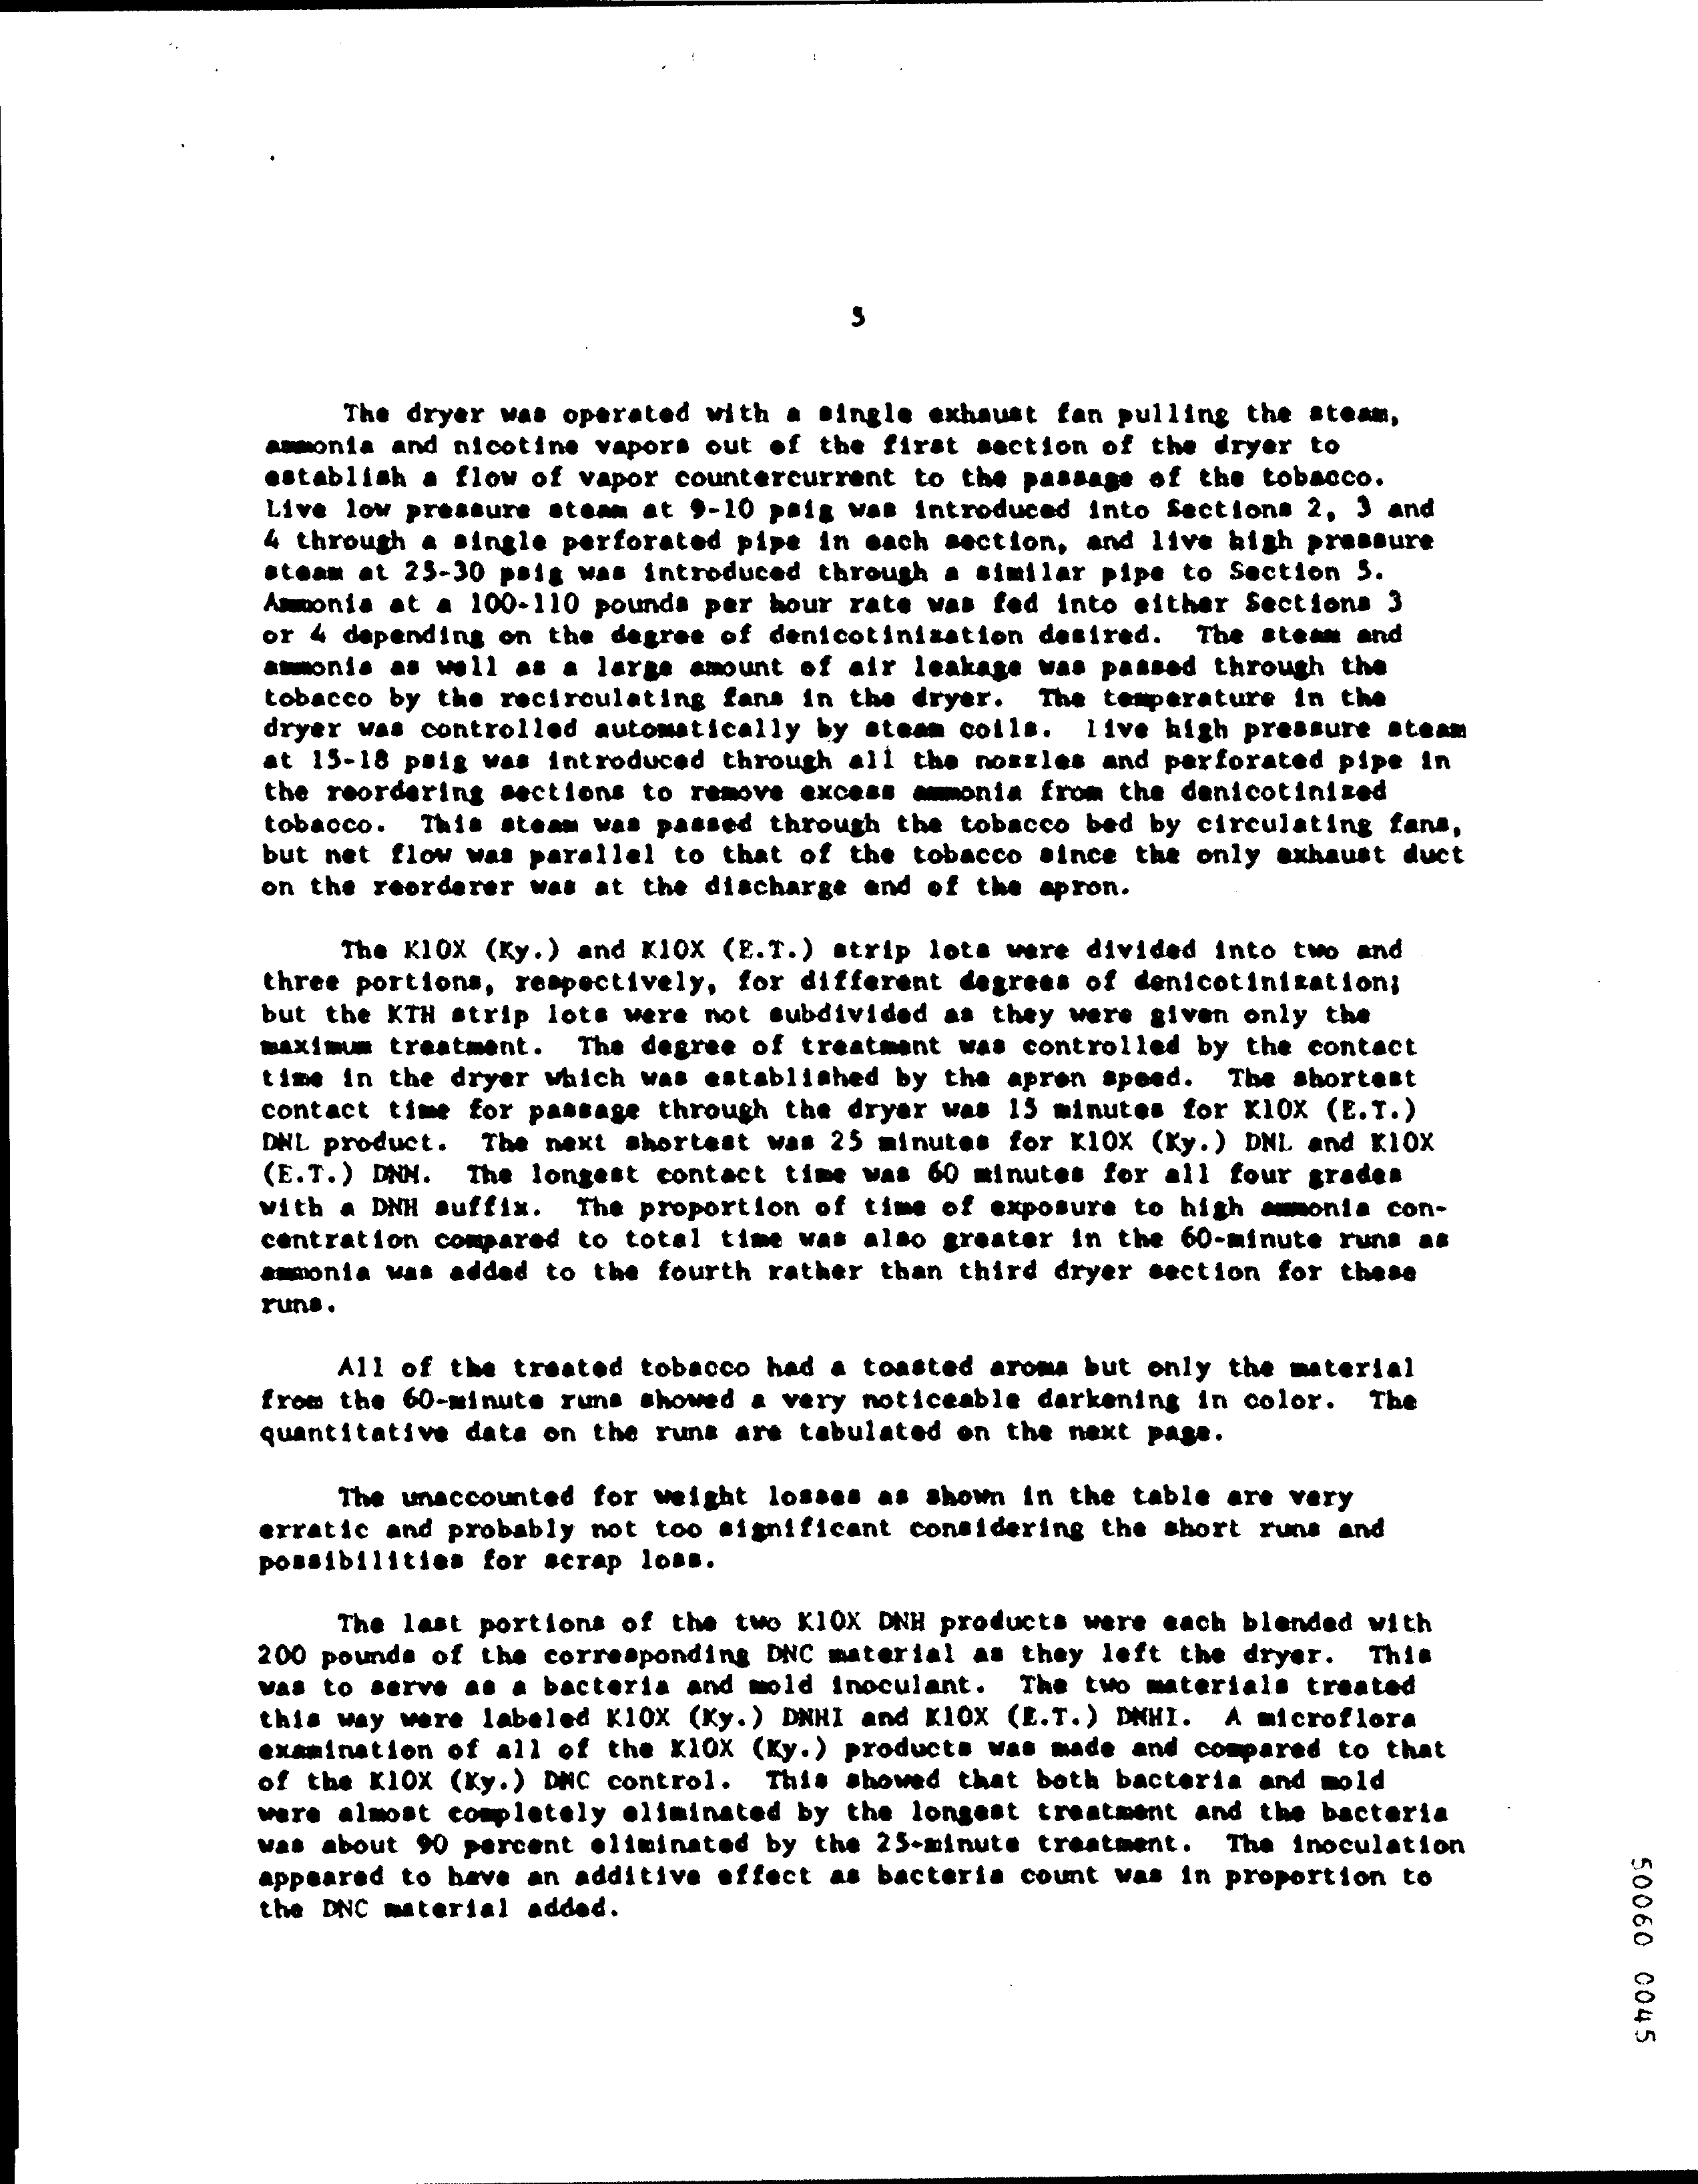 5
The dryer was operated with a single exhaust fan pulling the steam,
ammonia and nicotine vapors out of the first section of the dryer to
establish a flow of vapor countercurrent to the passage of the tobacco.
Live low pressure steam at 9-10 psig was introduced into Sections 2, 3 and
4 through a single perforated pipe in each section, and live high pressure
steam at 25-30 psig was introduced through a similar pipe to Section 5.
Ammonia at a 100-110 pounds per hour rate was fed into either Sections 3
or 4 depending on the degree of denicotinization desired. The steam and
ammonia as well as a large amount of air leakage was passed through the
tobacco by the recirculating fans in the dryer. The temperature in the
dryer was controlled automatically by steam coils. live high pressure steam
at 15-18 psig was introduced through all the nozzles and perforated pipe in
the reordering sections to remove excess ammonia from the denicotinized
tobacco. This steam was passed through the tobacco bed by circulating fans,
but net flow was parallel to that of the tobacco since the only exhaust duct
on the reorderer was at the discharge end of the apron.
The K10X (Ky.) and K10X (E.T.) strip lots were divided into two and
three portions, respectively, for different degrees of denicotinization;
but the KTH strip lots were not subdivided as they were given only the
maximum treatment. The degree of treatment was controlled by the contact
time in the dryer which was established by the apron speed. The shortest
contact time for passage through the dryer was 15 minutes for K10X (E.T.)
DNL product. The next shortest was 25 minutes for K10X (Ky.) DNL and K10X
(E.T.) DNM. The longest contact time was 60 minutes for all four grades
with a DNH suffix. The proportion of time of exposure to high ammonia con-
centration compared to total time was also greater in the 60-minute runs as
ammonia was added to the fourth rather than third dryer section for these
runs.
All of the treated tobacco had a toasted aroma but only the material
from the 60-minute runs showed a very noticeable darkening in color. The
quantitative data on the runs are tabulated on the next page.
The unaccounted for weight losses as shown in the table are very
erratic and probably not too significant considering the short runs and
possibilities for scrap loss.
The last portions of the two K10X DNH products were each blended with
200 pounds of the corresponding DNC material as they left the dryer. This
was to serve as a bacteria and mold inoculant. The two materials treated
this way were labeled K10X (Ky.) DNHI and K10X (E.T.) DNHI. A microflora
examination of all of the K10X (Ky.) products was made and compared to that
of the K10X (Ky.) DNC control. This showed that both bacteria and mold
were almost completely eliminated by the longest treatment and the bacteria
was about 90 percent eliminated by the 25-minute treatment. The inoculation
appeared to have an additive effect as bacteria count was in proportion to
the DNC material added.
50060 0045